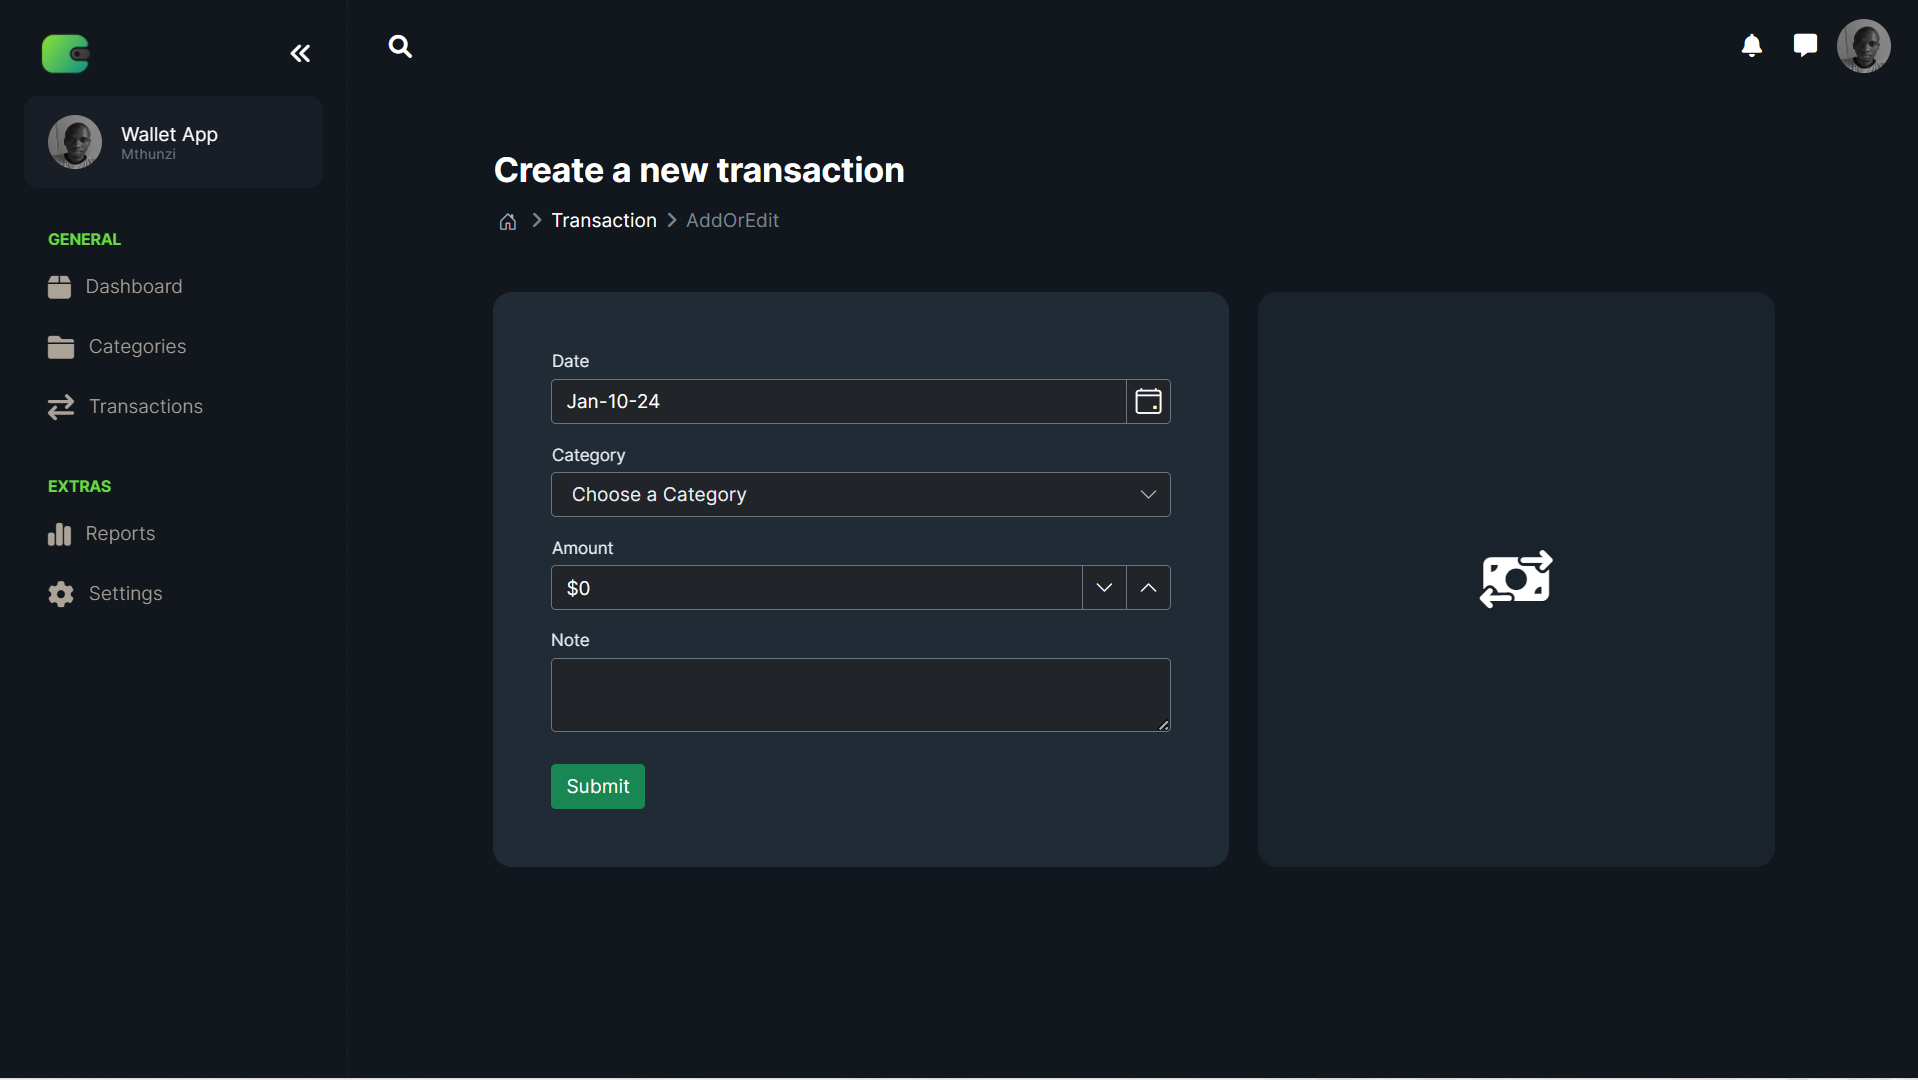 Wallet App
Mthunzi
GENERAL
Dashboard
Categories
Transactions
EXTRAS
Reports
Settings
Create a new transaction
Transaction
AddOrEdit
Date
Jan-10-24
Category
Choose a Category
Amount
$0
Note
Submit